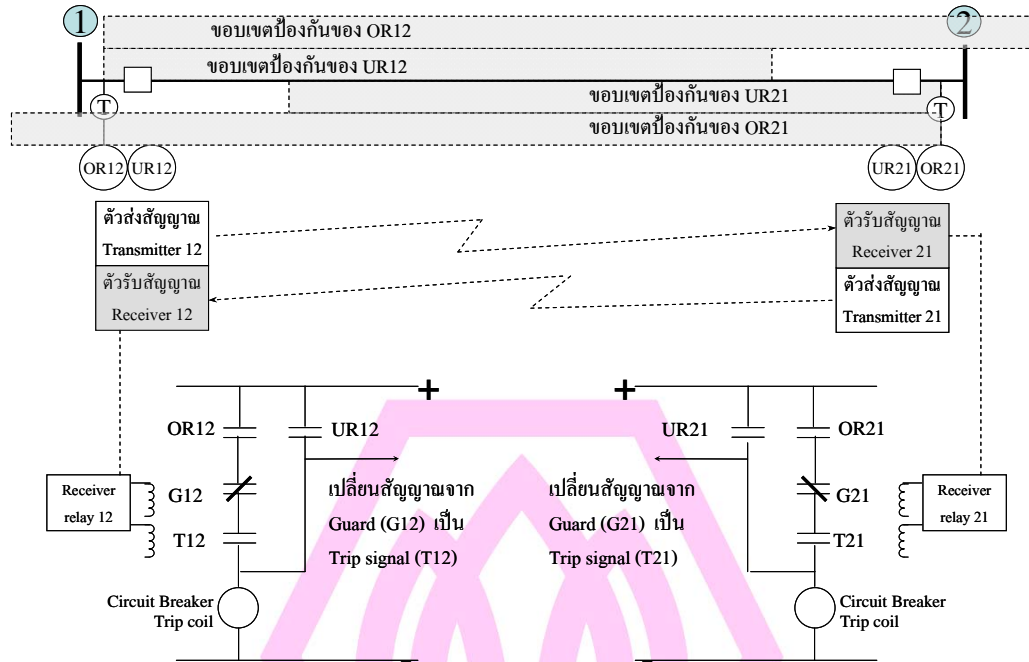 1
2
ขอบเขตป้องกันของ OR12
ขอบเขตป้องกันของ UR12
ขอบเขตป้องกันของ UR21
ขอบเขตป้องกันของ OR21
T
T
OR12
UR12
UR21
OR21
ตัวส่งสัญญาณ
Transmitter 12
ตัวรับสัญญาณ
Receiver 12
ตัวรับสัญญาณ
Receiver 21
ตัวส่งสัญญาณ
Transmitter 21
+
+
OR12
UR12
UR21
OR21
Receiver
relay 12
G12
T12
เปลี่ยนสัญญาณจาก
Guard (G12) เป็น
Trip signal (T12)
เปลี่ยนสัญญาณจาก
Guard (G21) เป็น
Trip signal (T21)
G21
T21
Receiver
relay 21
Circuit Breaker
Trip coil
Circuit Breaker
Trip coil